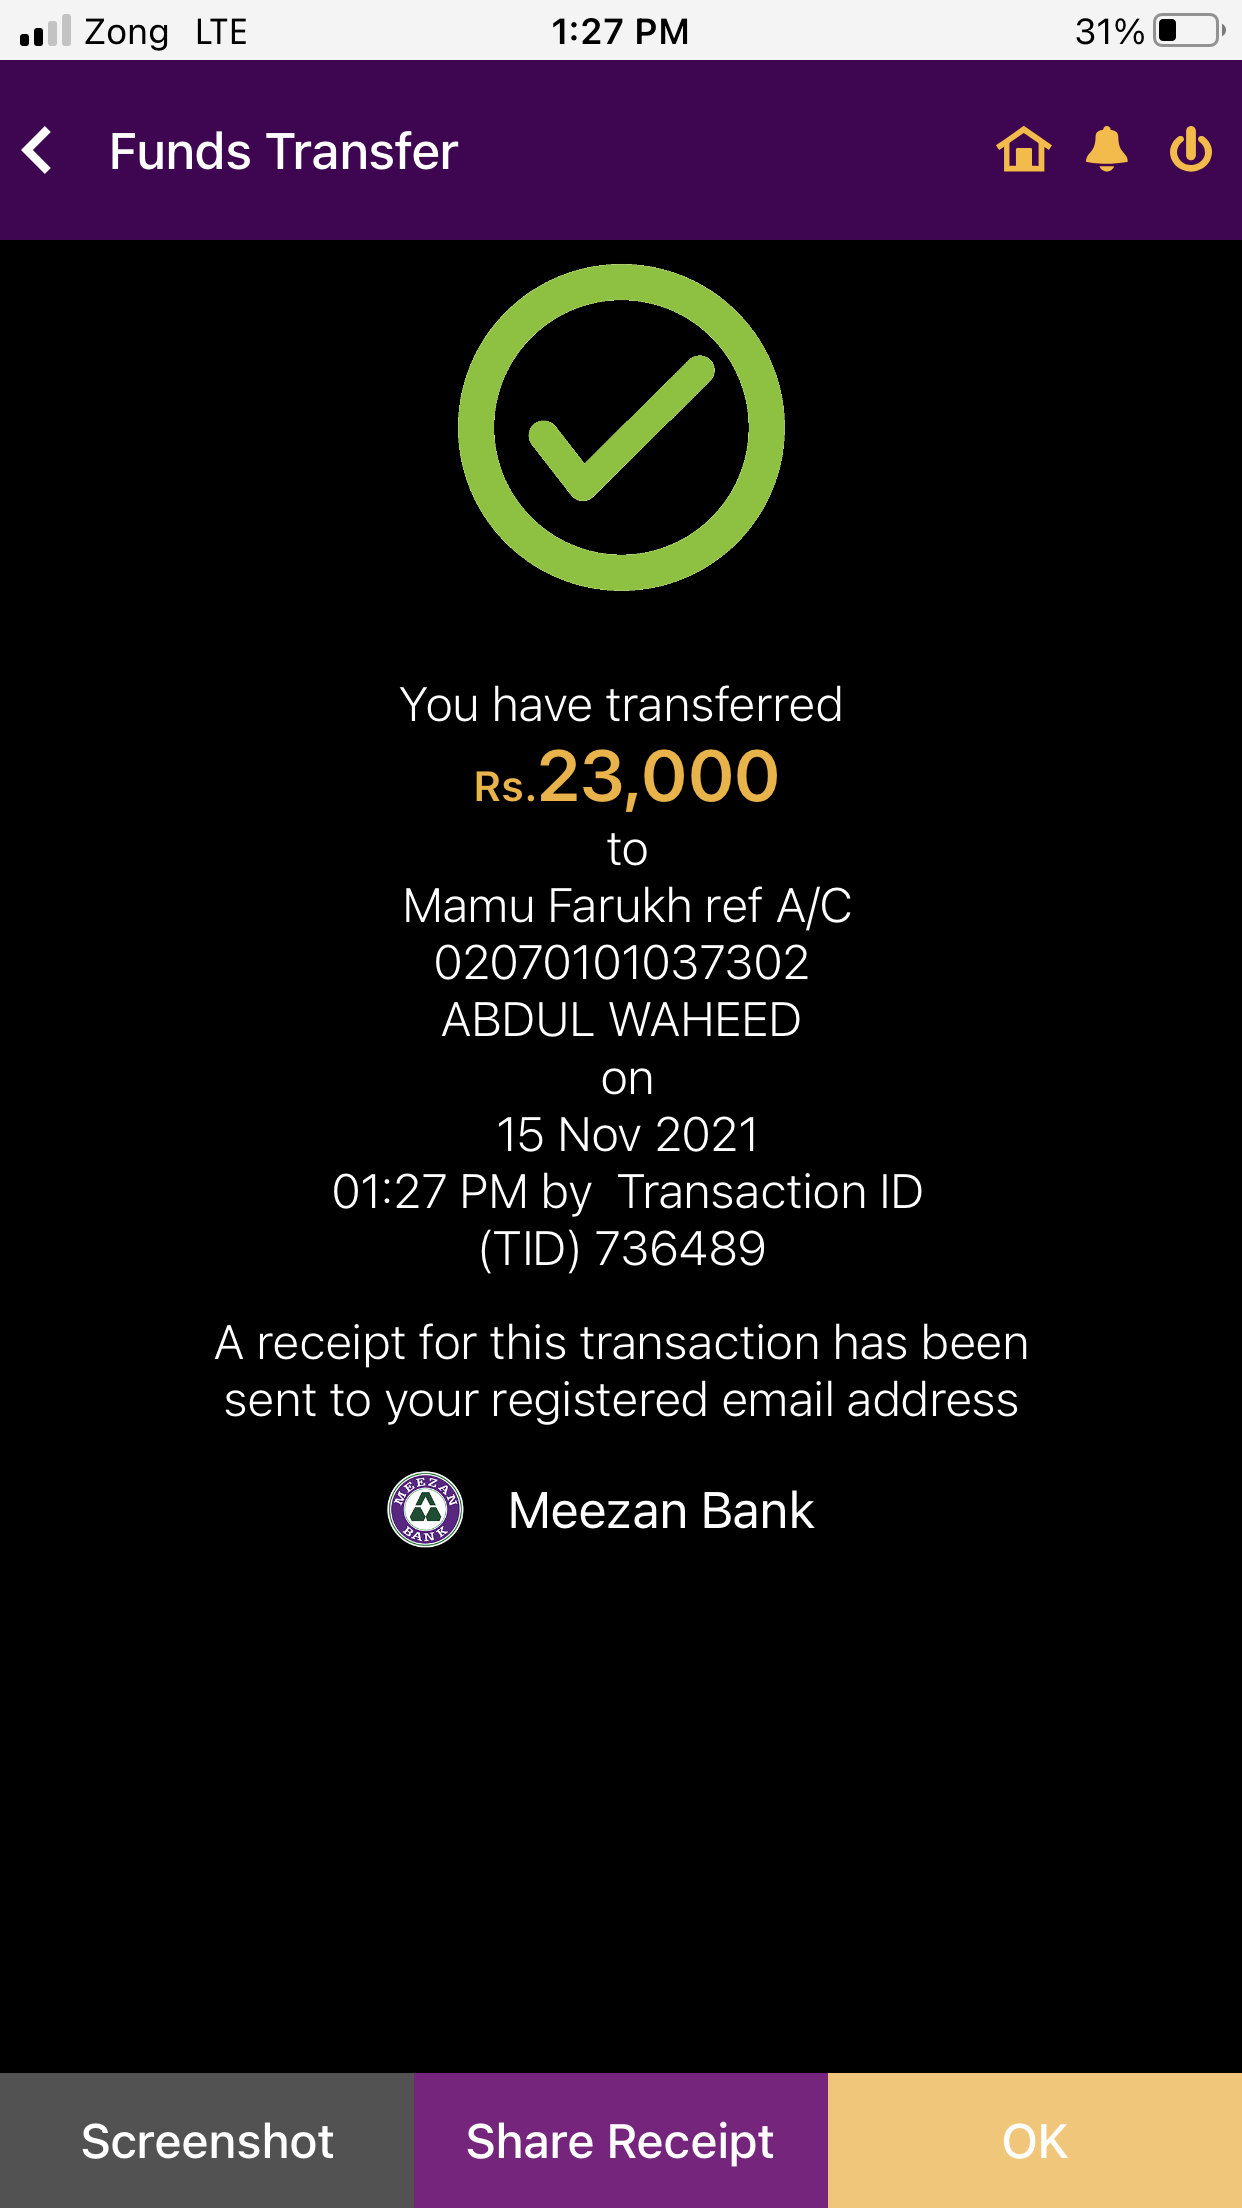 Zong LTE 1:27 PM 31%
Funds Transfer
You have transferred
Rs.23,000
to
Mamu Farukh ref A/C
02070101037302
ABDUL WAHEED
on
15 Nov 2021
01:27 PM by Transaction ID
(TID) 736489
A receipt for this transaction has been
sent to your registered email address
MEEZAN BANK
Meezan Bank
Screenshot
Share Receipt
OK